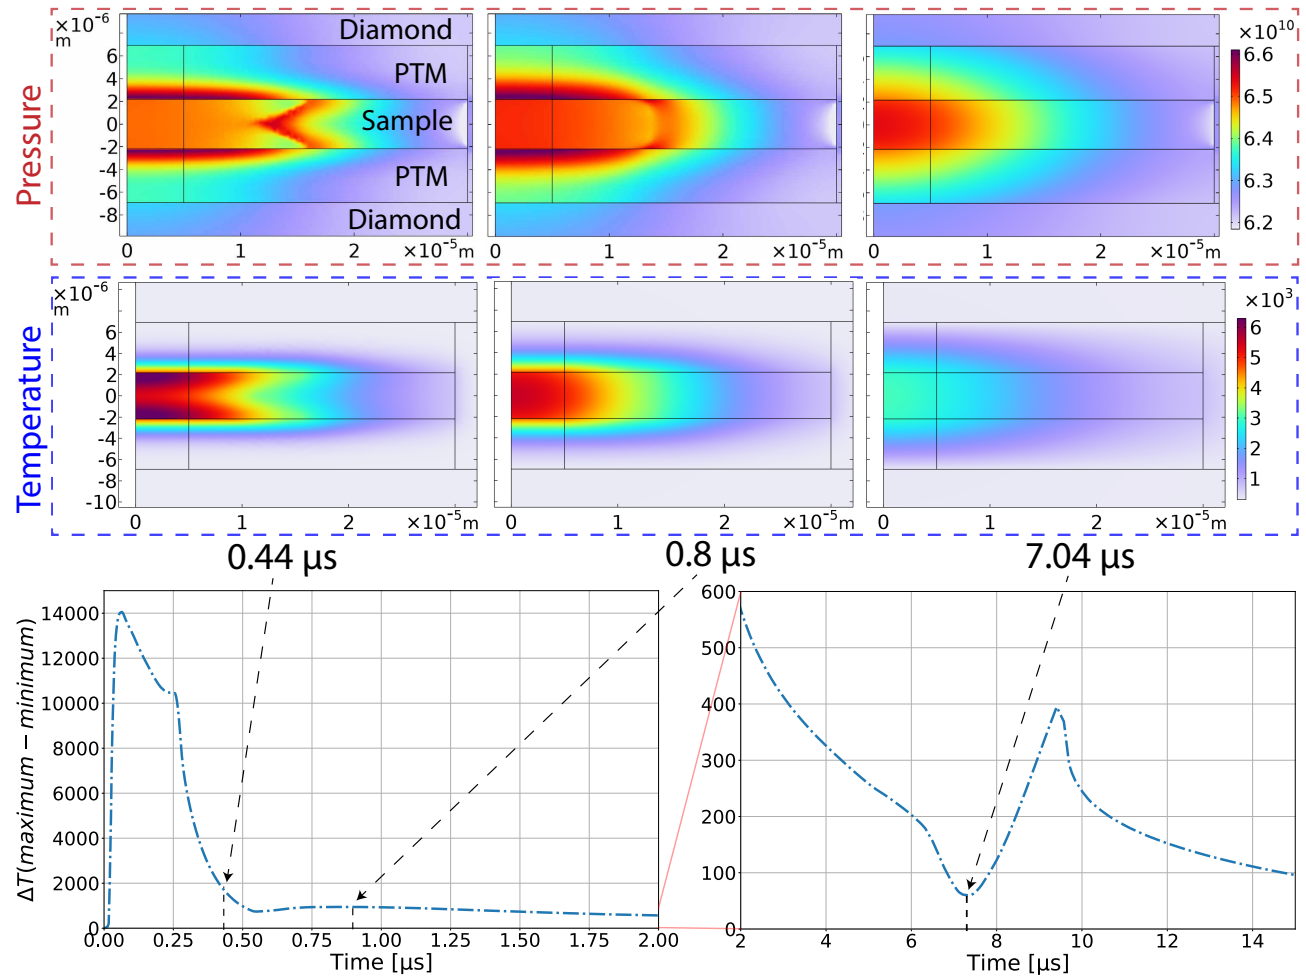 Pressure
×10⁻⁶
m
6
4
2
0
-2
-4
-6
-8
Diamond
PTM
Sample
PTM
Diamond
0
1
×10⁻⁵m
0
1
2
×10⁻⁵m
0
1
2
×10⁻⁵m
×10¹⁰
6.6
6.5
6.4
6.3
6.2
Temperature
×10⁻⁶
m
6
4
2
0
-2
-4
-6
-8
-10
0
1
2
×10⁻⁵m
0
1
2
×10⁻⁵m
0
1
2
×10⁻⁵m
×10³
6
5
4
3
2
1
0.44 µs
0.8 µs
7.04 µs
ΔT(maximum − minimum)
14000
12000
10000
8000
6000
4000
2000
0
0.00 0.25 0.50 0.75 1.00 1.25 1.50 1.75 2.00
Time [µs]
600
500
400
300
200
100
0
2 4 6 8 10 12 14
Time [µs]